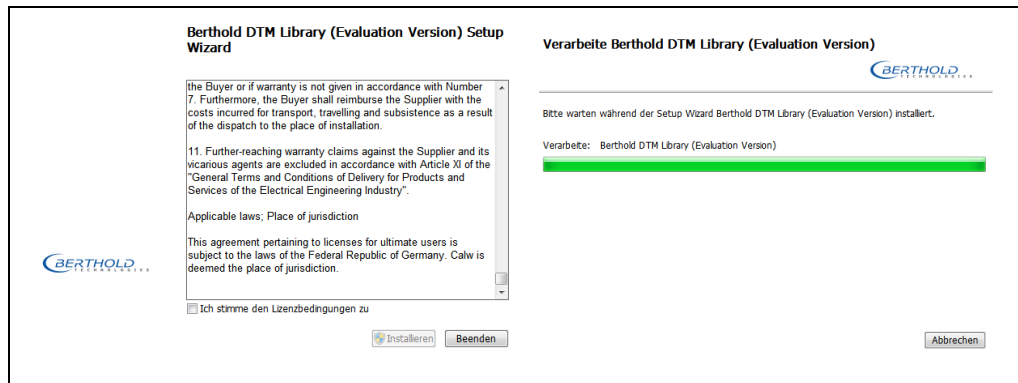 Berthold DTM Library (Evaluation Version) Setup
Wizard
the Buyer or if warranty is not given in accordance with Number
7. Furthermore, the Buyer shall reimburse the Supplier with the
costs incurred for transport, travelling and subsistence as a result
of the dispatch to the place of installation.
11. Further-reaching warranty claims against the Supplier and its
vicarious agents are excluded in accordance with Article XI of the
"General Terms and Conditions of Delivery for Products and
Services of the Electrical Engineering Industry".
Applicable laws; Place of jurisdiction
This agreement pertaining to licenses for ultimate users is
subject to the laws of the Federal Republic of Germany. Calw is
deemed the place of jurisdiction.
BERTHOLD
TECHNOLOGIES
Ich stimme den Lizenzbedingungen zu
Installieren
Beenden
Verarbeite Berthold DTM Library (Evaluation Version)
BERTHOLD
TECHNOLOGIES
Bitte warten während der Setup Wizard Berthold DTM Library (Evaluation Version) installiert.
Verarbeite: Berthold DTM Library (Evaluation Version)
Abbrechen